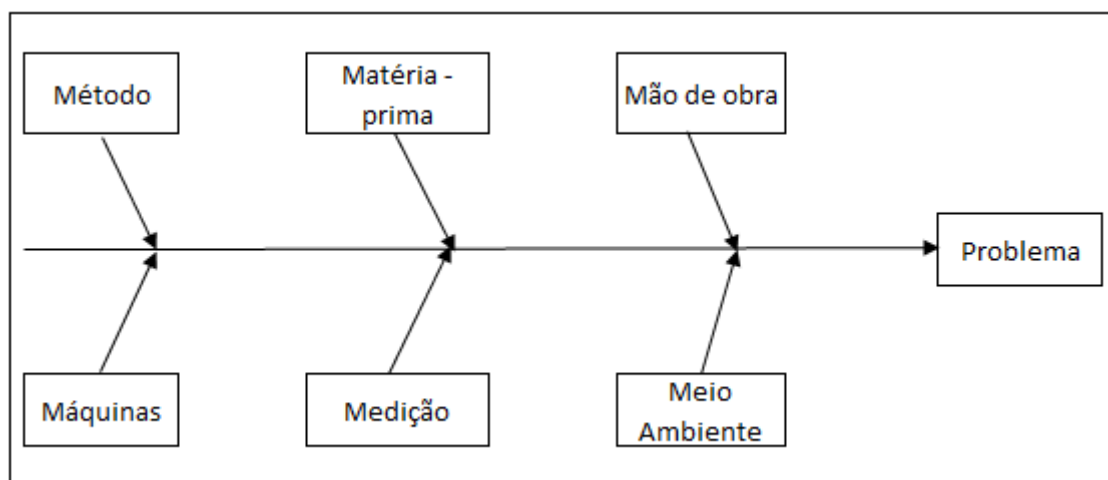 Método
Matéria -
prima
Mão de obra
Problema
Máquinas
Medição
Meio
Ambiente